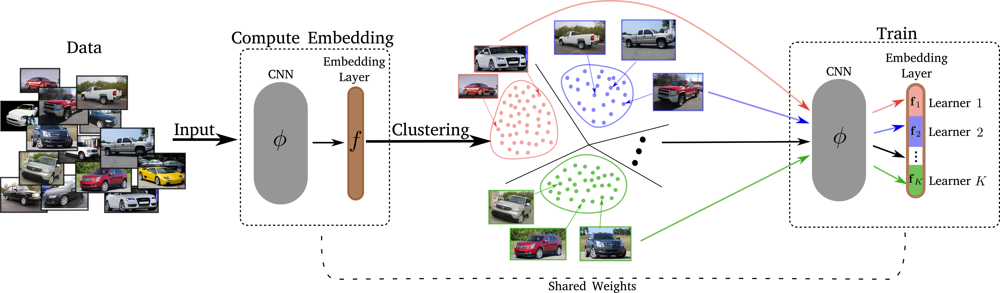 Data
Input
Compute Embedding
CNN
Embedding
Layer
ϕ
f
Clustering
Train
CNN
Embedding
Layer
ϕ
f1
Learner 1
f2
Learner 2
⋮
fK
Learner K
Shared Weights